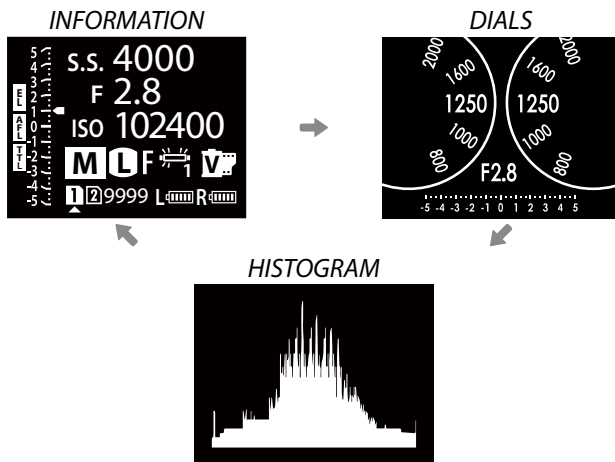 INFORMATION
5
4
3
2
1
0
-1
-2
-3
-4
-5
EL
AFL
TTL
S.S. 4000
F 2.8
ISO 102400
M L F 1 V
1 2 9999 L R
DIALS
2000 2000
1600 1600
1250 1250
1000 1000
800 800
F2.8
-5 -4 -3 -2 -1 0 1 2 3 4 5
HISTOGRAM